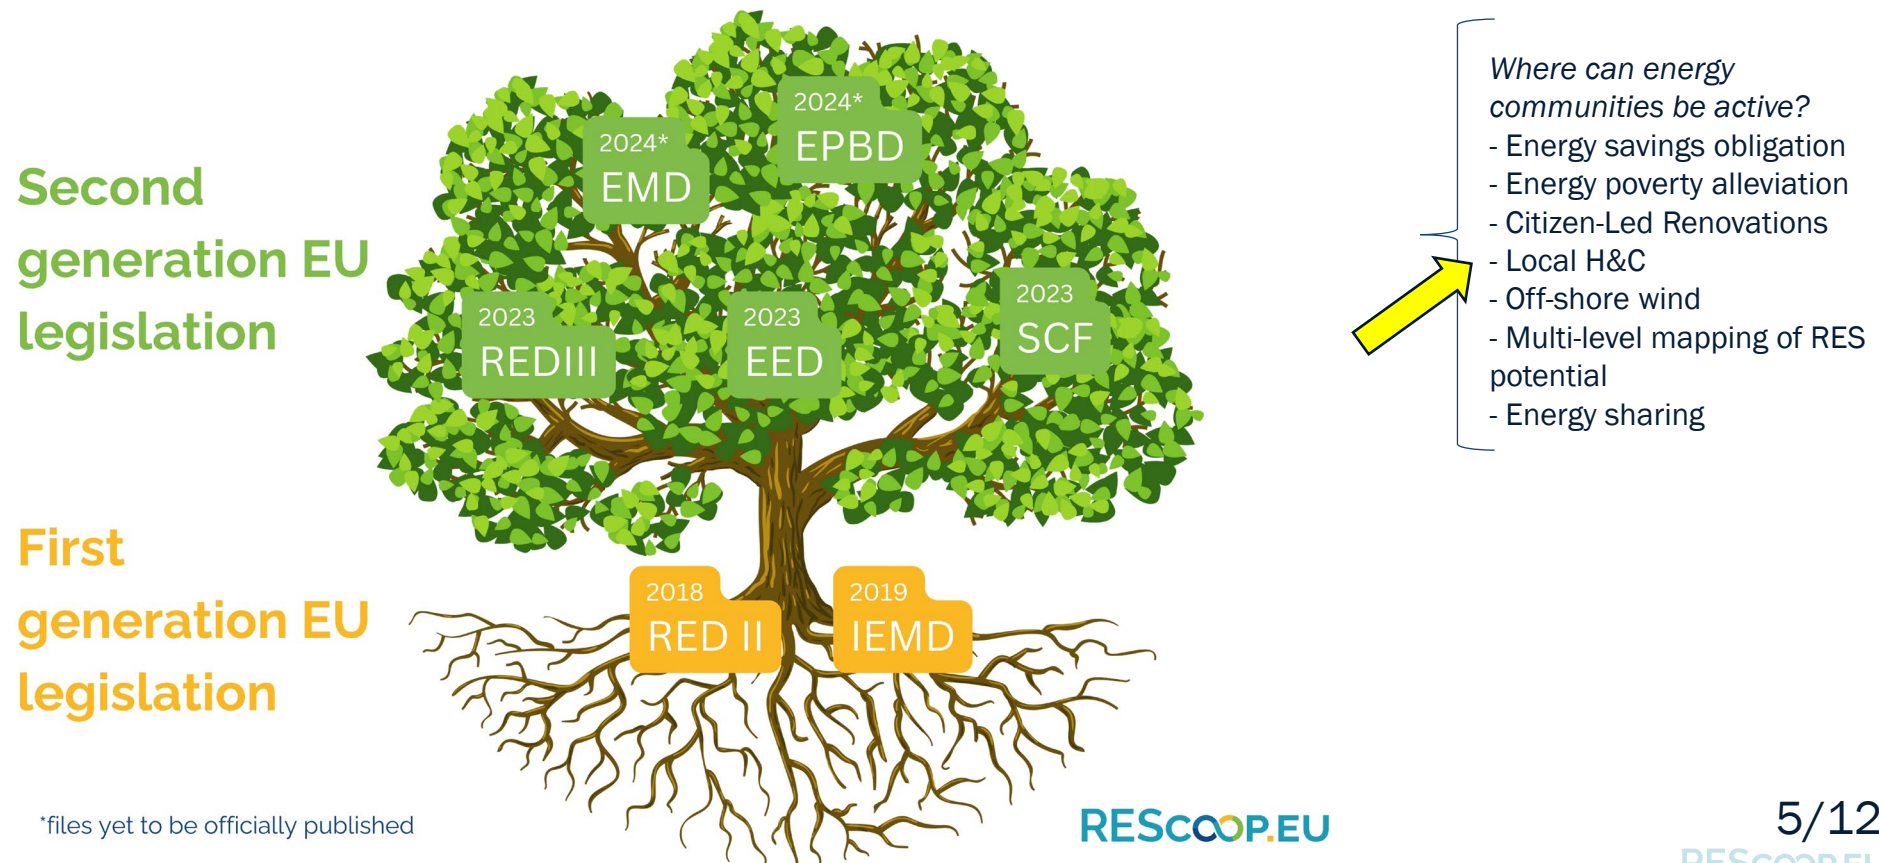 Second
generation EU
legislation
2024*
EMD
2024*
EPBD
2023
REDIII
2023
EED
2023
SCF
First
generation EU
legislation
2018
RED II
2019
IEMD
*files yet to be officially published
Where can energy
communities be active?
- Energy savings obligation
- Energy poverty alleviation
- Citizen-Led Renovations
- Local H&C
- Off-shore wind
- Multi-level mapping of RES
potential
- Energy sharing
REScoop.EU
5/12
REScoop.EU